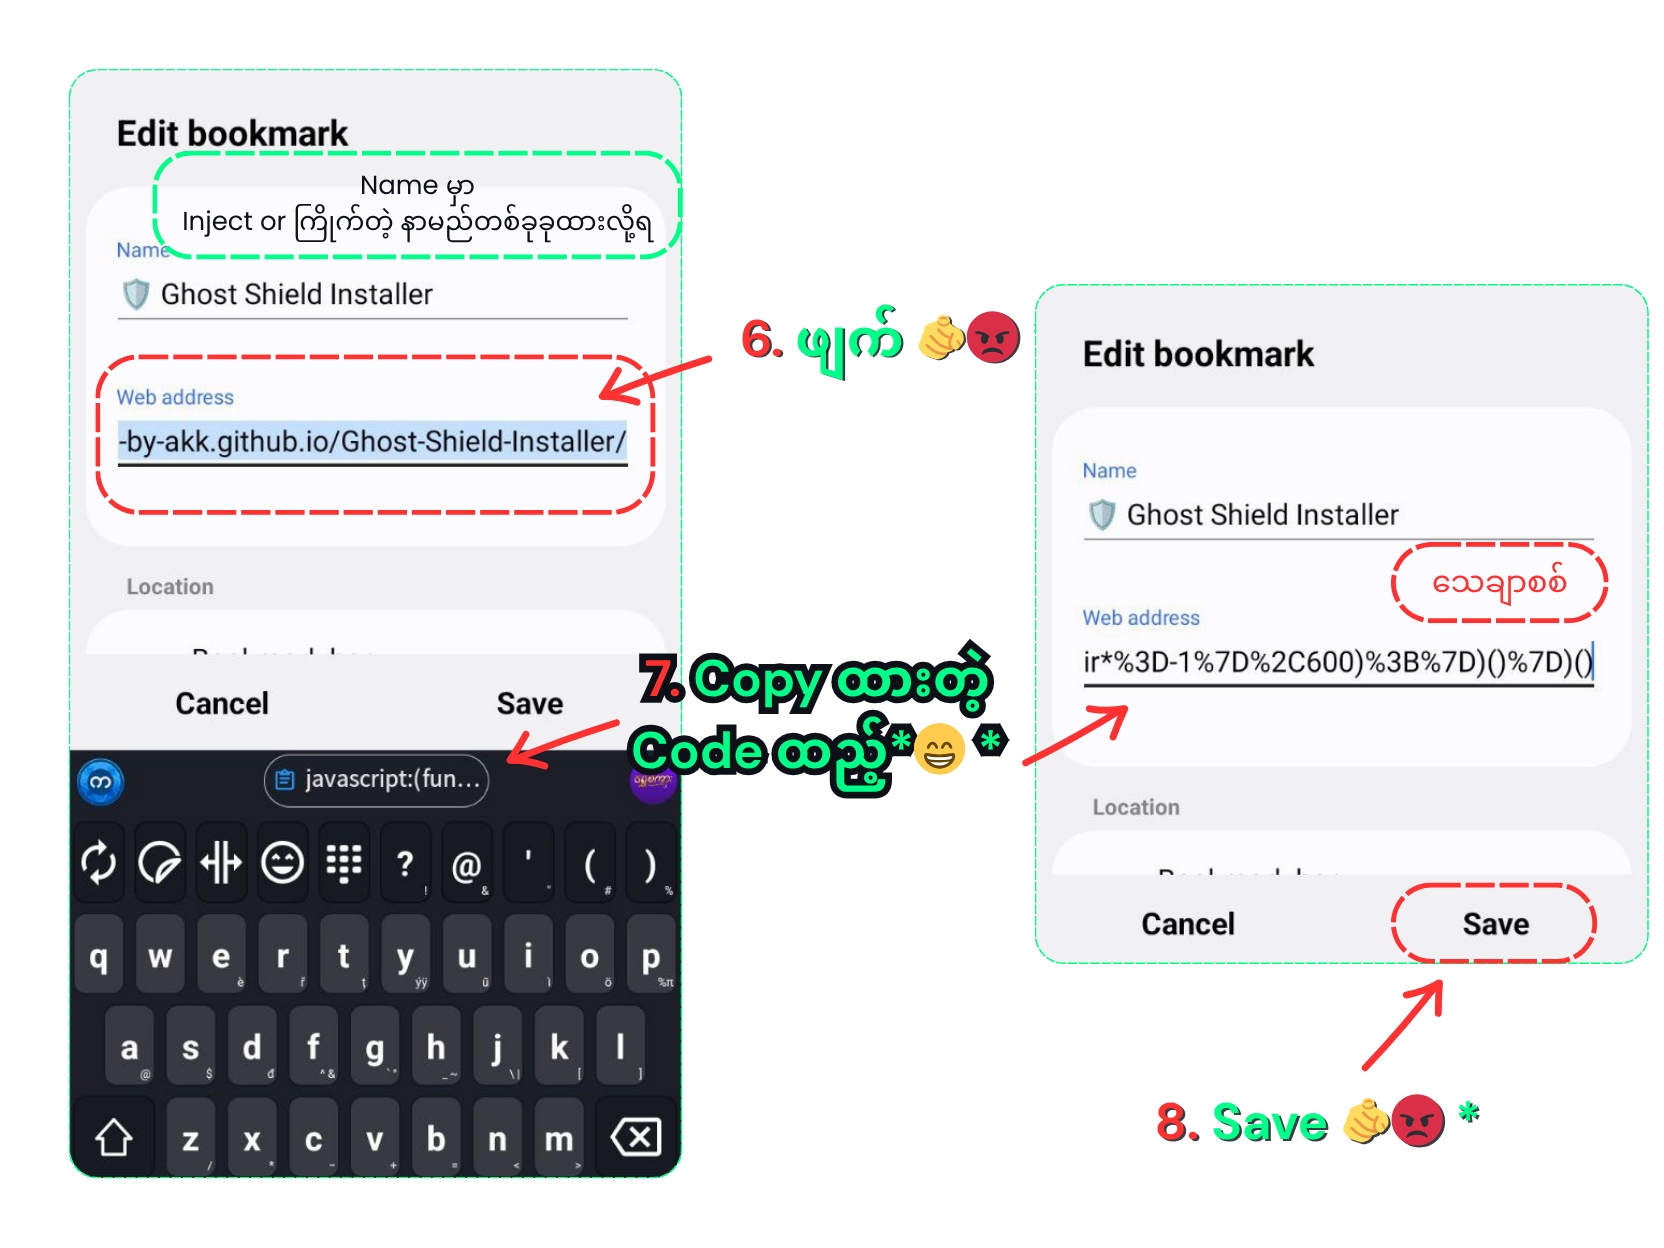 Edit bookmark
Name မှာ
Inject or ကြိုက်တဲ့ နာမည်တစ်ခုခုထားလို့ရ
Name
🛡️ Ghost Shield Installer
Web address
-by-akk.github.io/Ghost-Shield-Installer/
Location
Cancel
Save
6. ဖျက် 🫵😡
7. Copy ထားတဲ့
Code ထည့်*😁*
javascript:(fun...
? ! @ & ' " ( # ) %
q w e è r ř t ţ y ýÿ u ū i ì o ö p %π
a @ s $ d đ f ^& g h _~ j \| k [ l ]
z / x * c - v + b = n < m >
Edit bookmark
Name
🛡️ Ghost Shield Installer
သေချာစစ်
Web address
ir*%3D-1%7D%2C600)%3B%7D)()%7D)()
Location
Cancel
Save
8. Save 🫵😡*